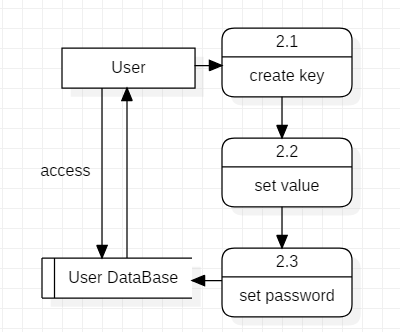 2.1
User
create key
2.2
access
set value
2.3
User DataBase
set password